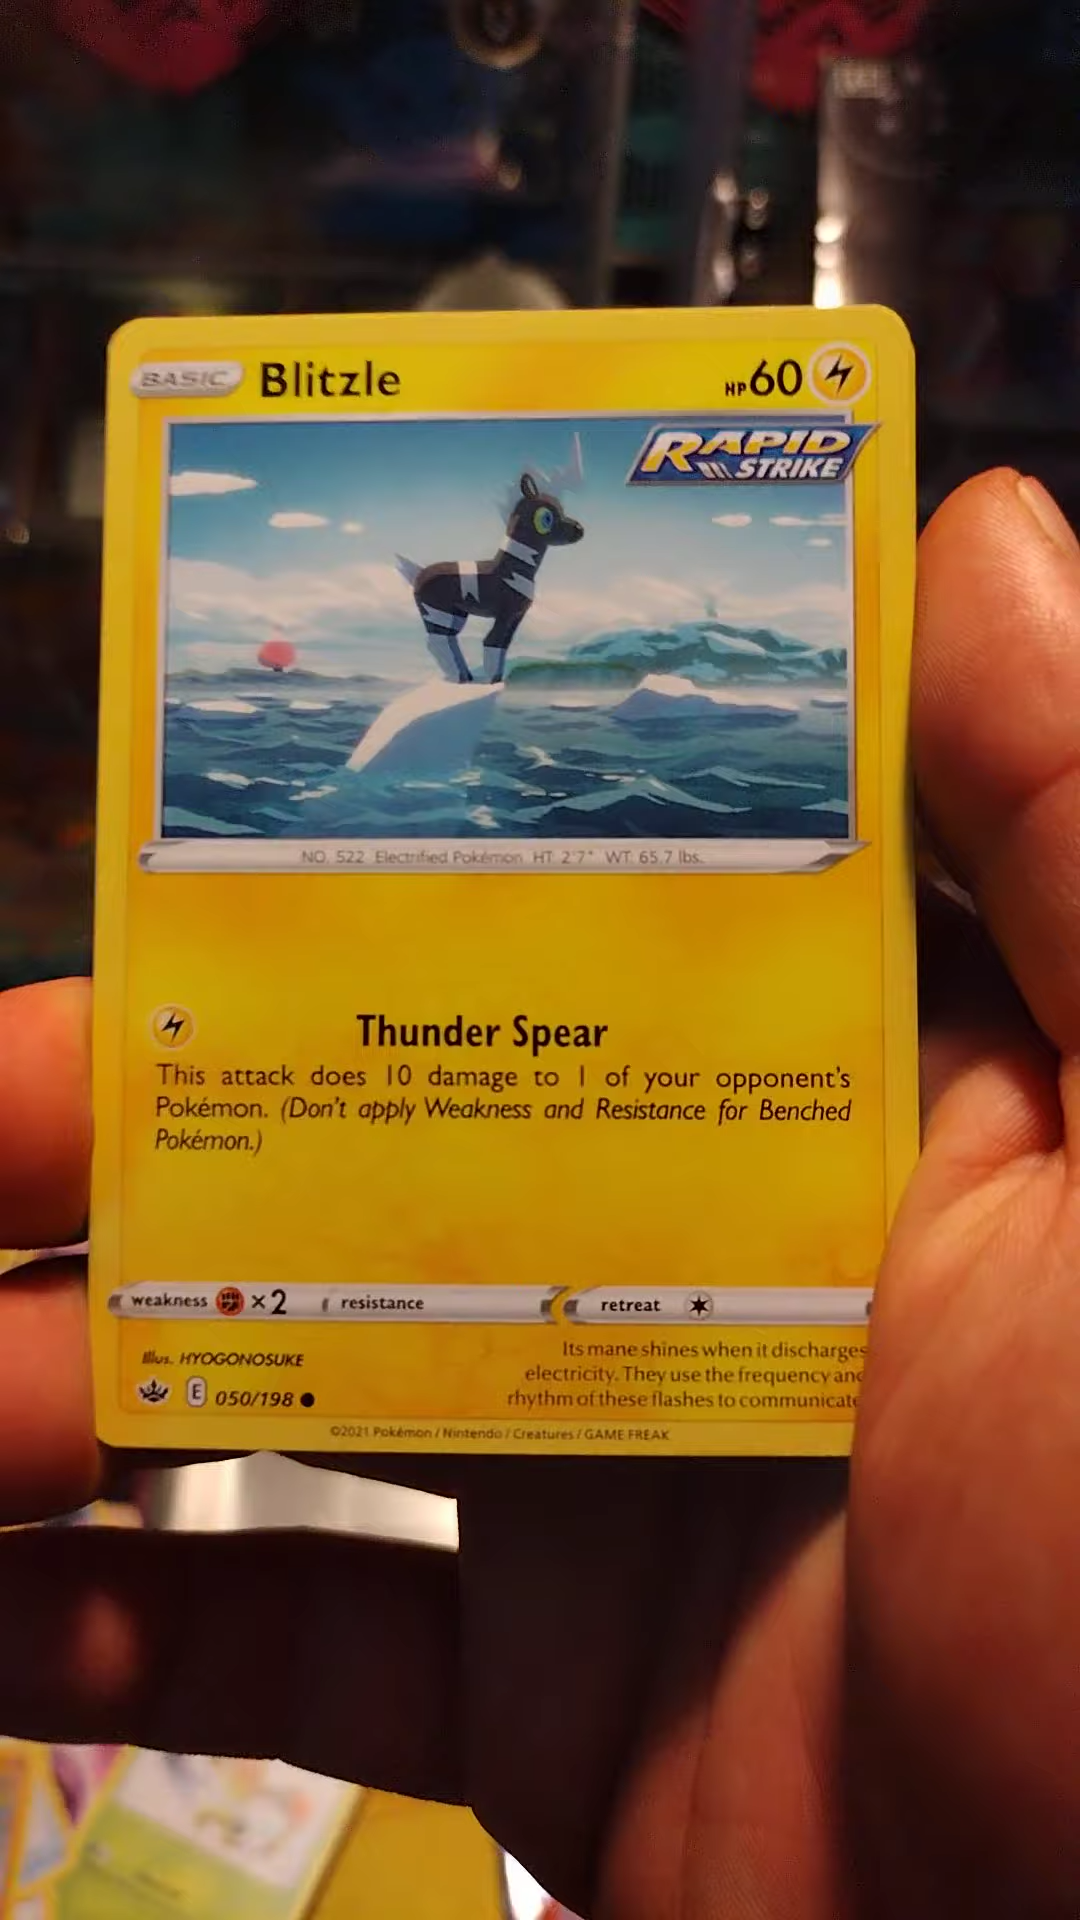 BASIC Blitzle HP 60
RAPID
STRIKE
NO. 522 Electrified Pokémon HT: 2'7" WT: 65.7 lbs.
Thunder Spear
This attack does 10 damage to 1 of your opponent's
Pokémon. (Don't apply Weakness and Resistance for Benched
Pokémon.)
weakness ×2 resistance retreat
Illus. HYOGONOSUKE
Its mane shines when it discharges
electricity. They use the frequency and
rhythm of these flashes to communicate
E 050/198
©2021 Pokémon / Nintendo / Creatures / GAME FREAK